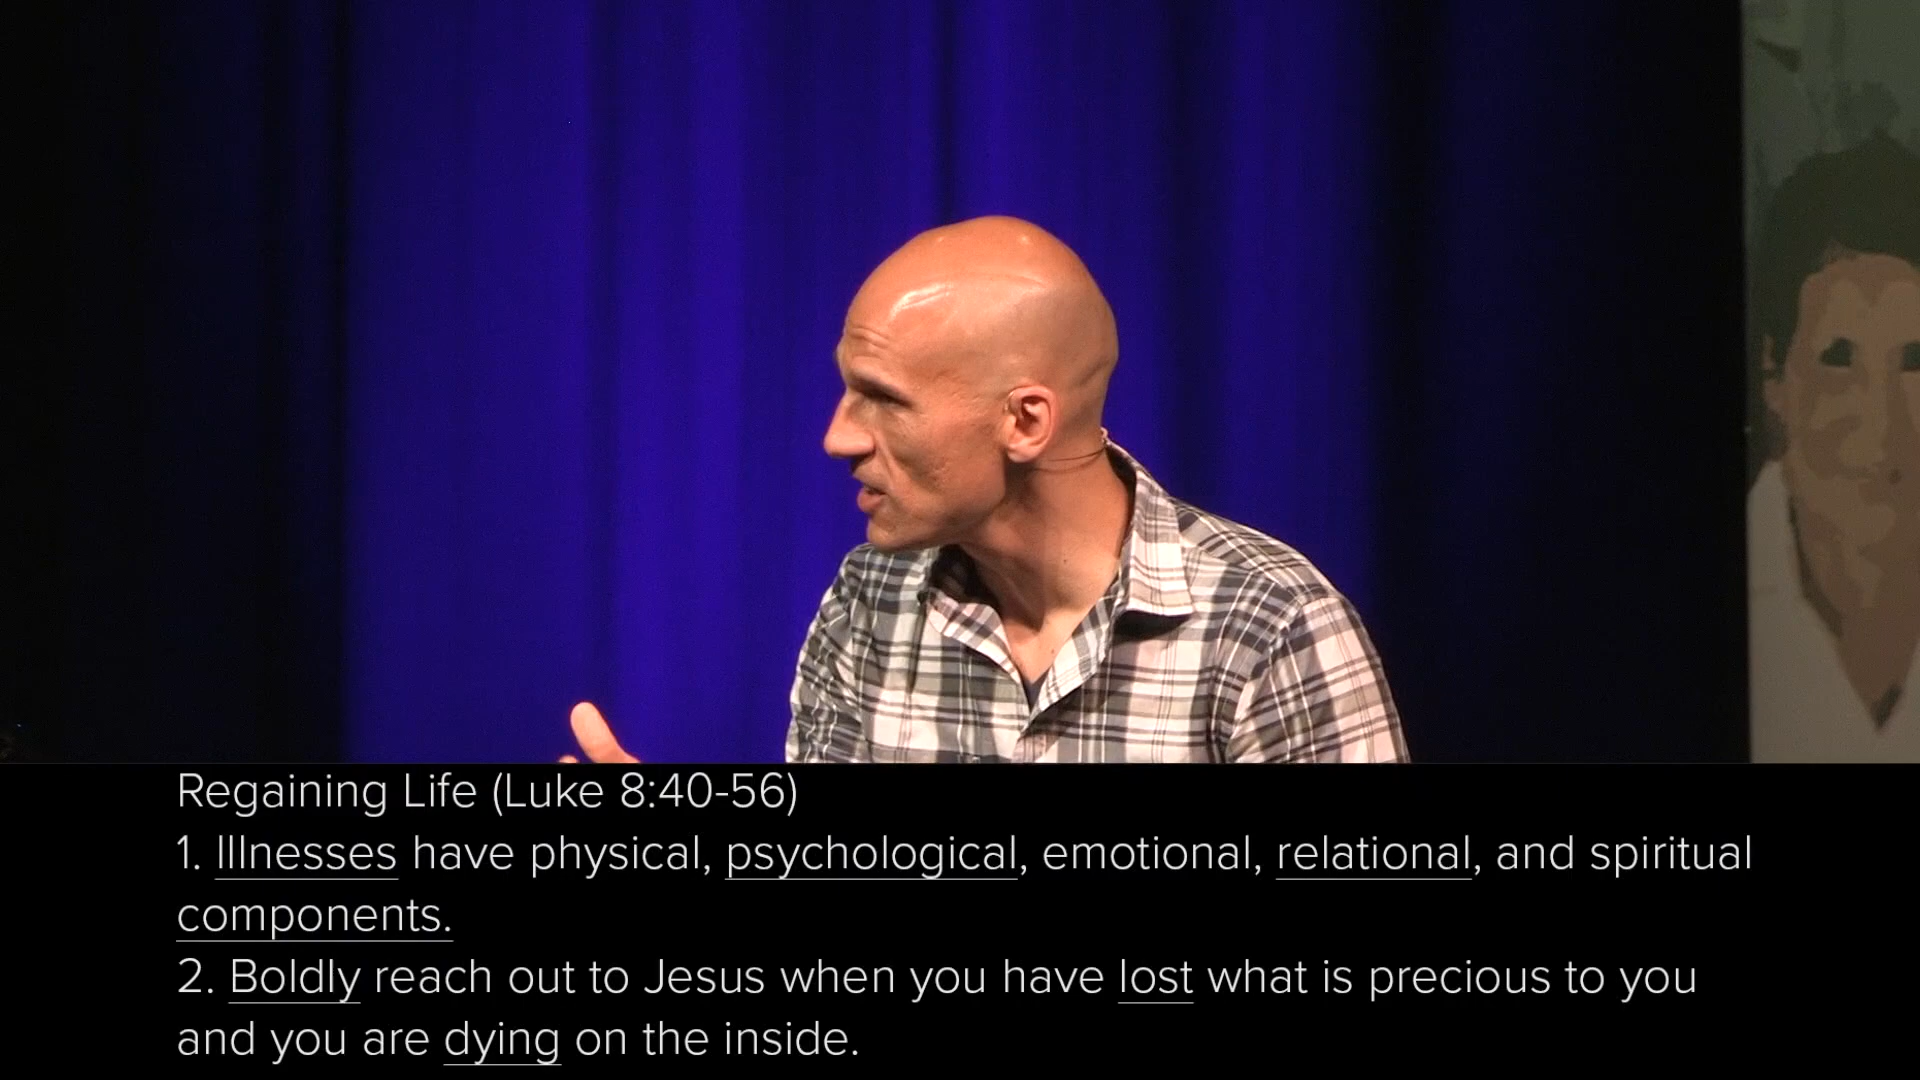 Regaining Life (Luke 8:40-56)
1. Illnesses have physical, psychological, emotional, relational, and spiritual
components.
2. Boldly reach out to Jesus when you have lost what is precious to you
and you are dying on the inside.